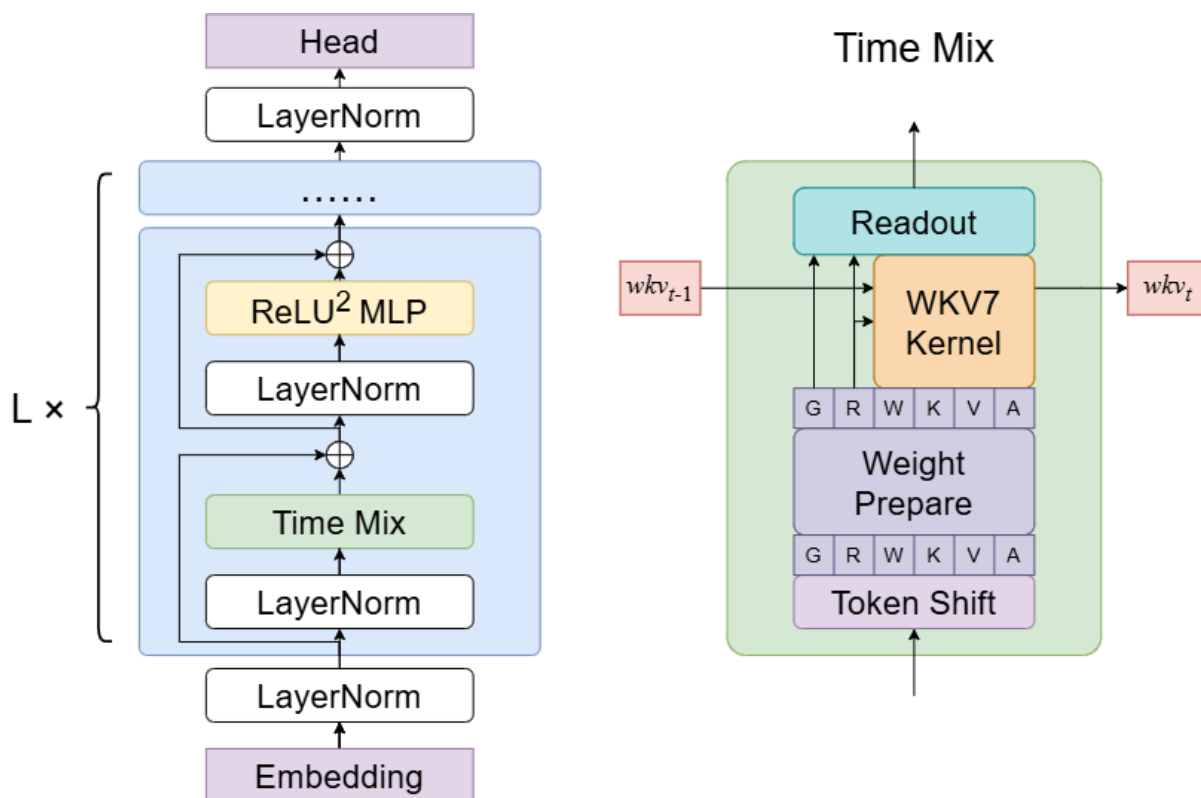 Head
LayerNorm
......
ReLU² MLP
LayerNorm
L ×
Time Mix
LayerNorm
LayerNorm
Embedding
Time Mix
Readout
wkvₜ₋₁
WKV7
Kernel
wkvₜ
G R W K V A
Weight
Prepare
G R W K V A
Token Shift